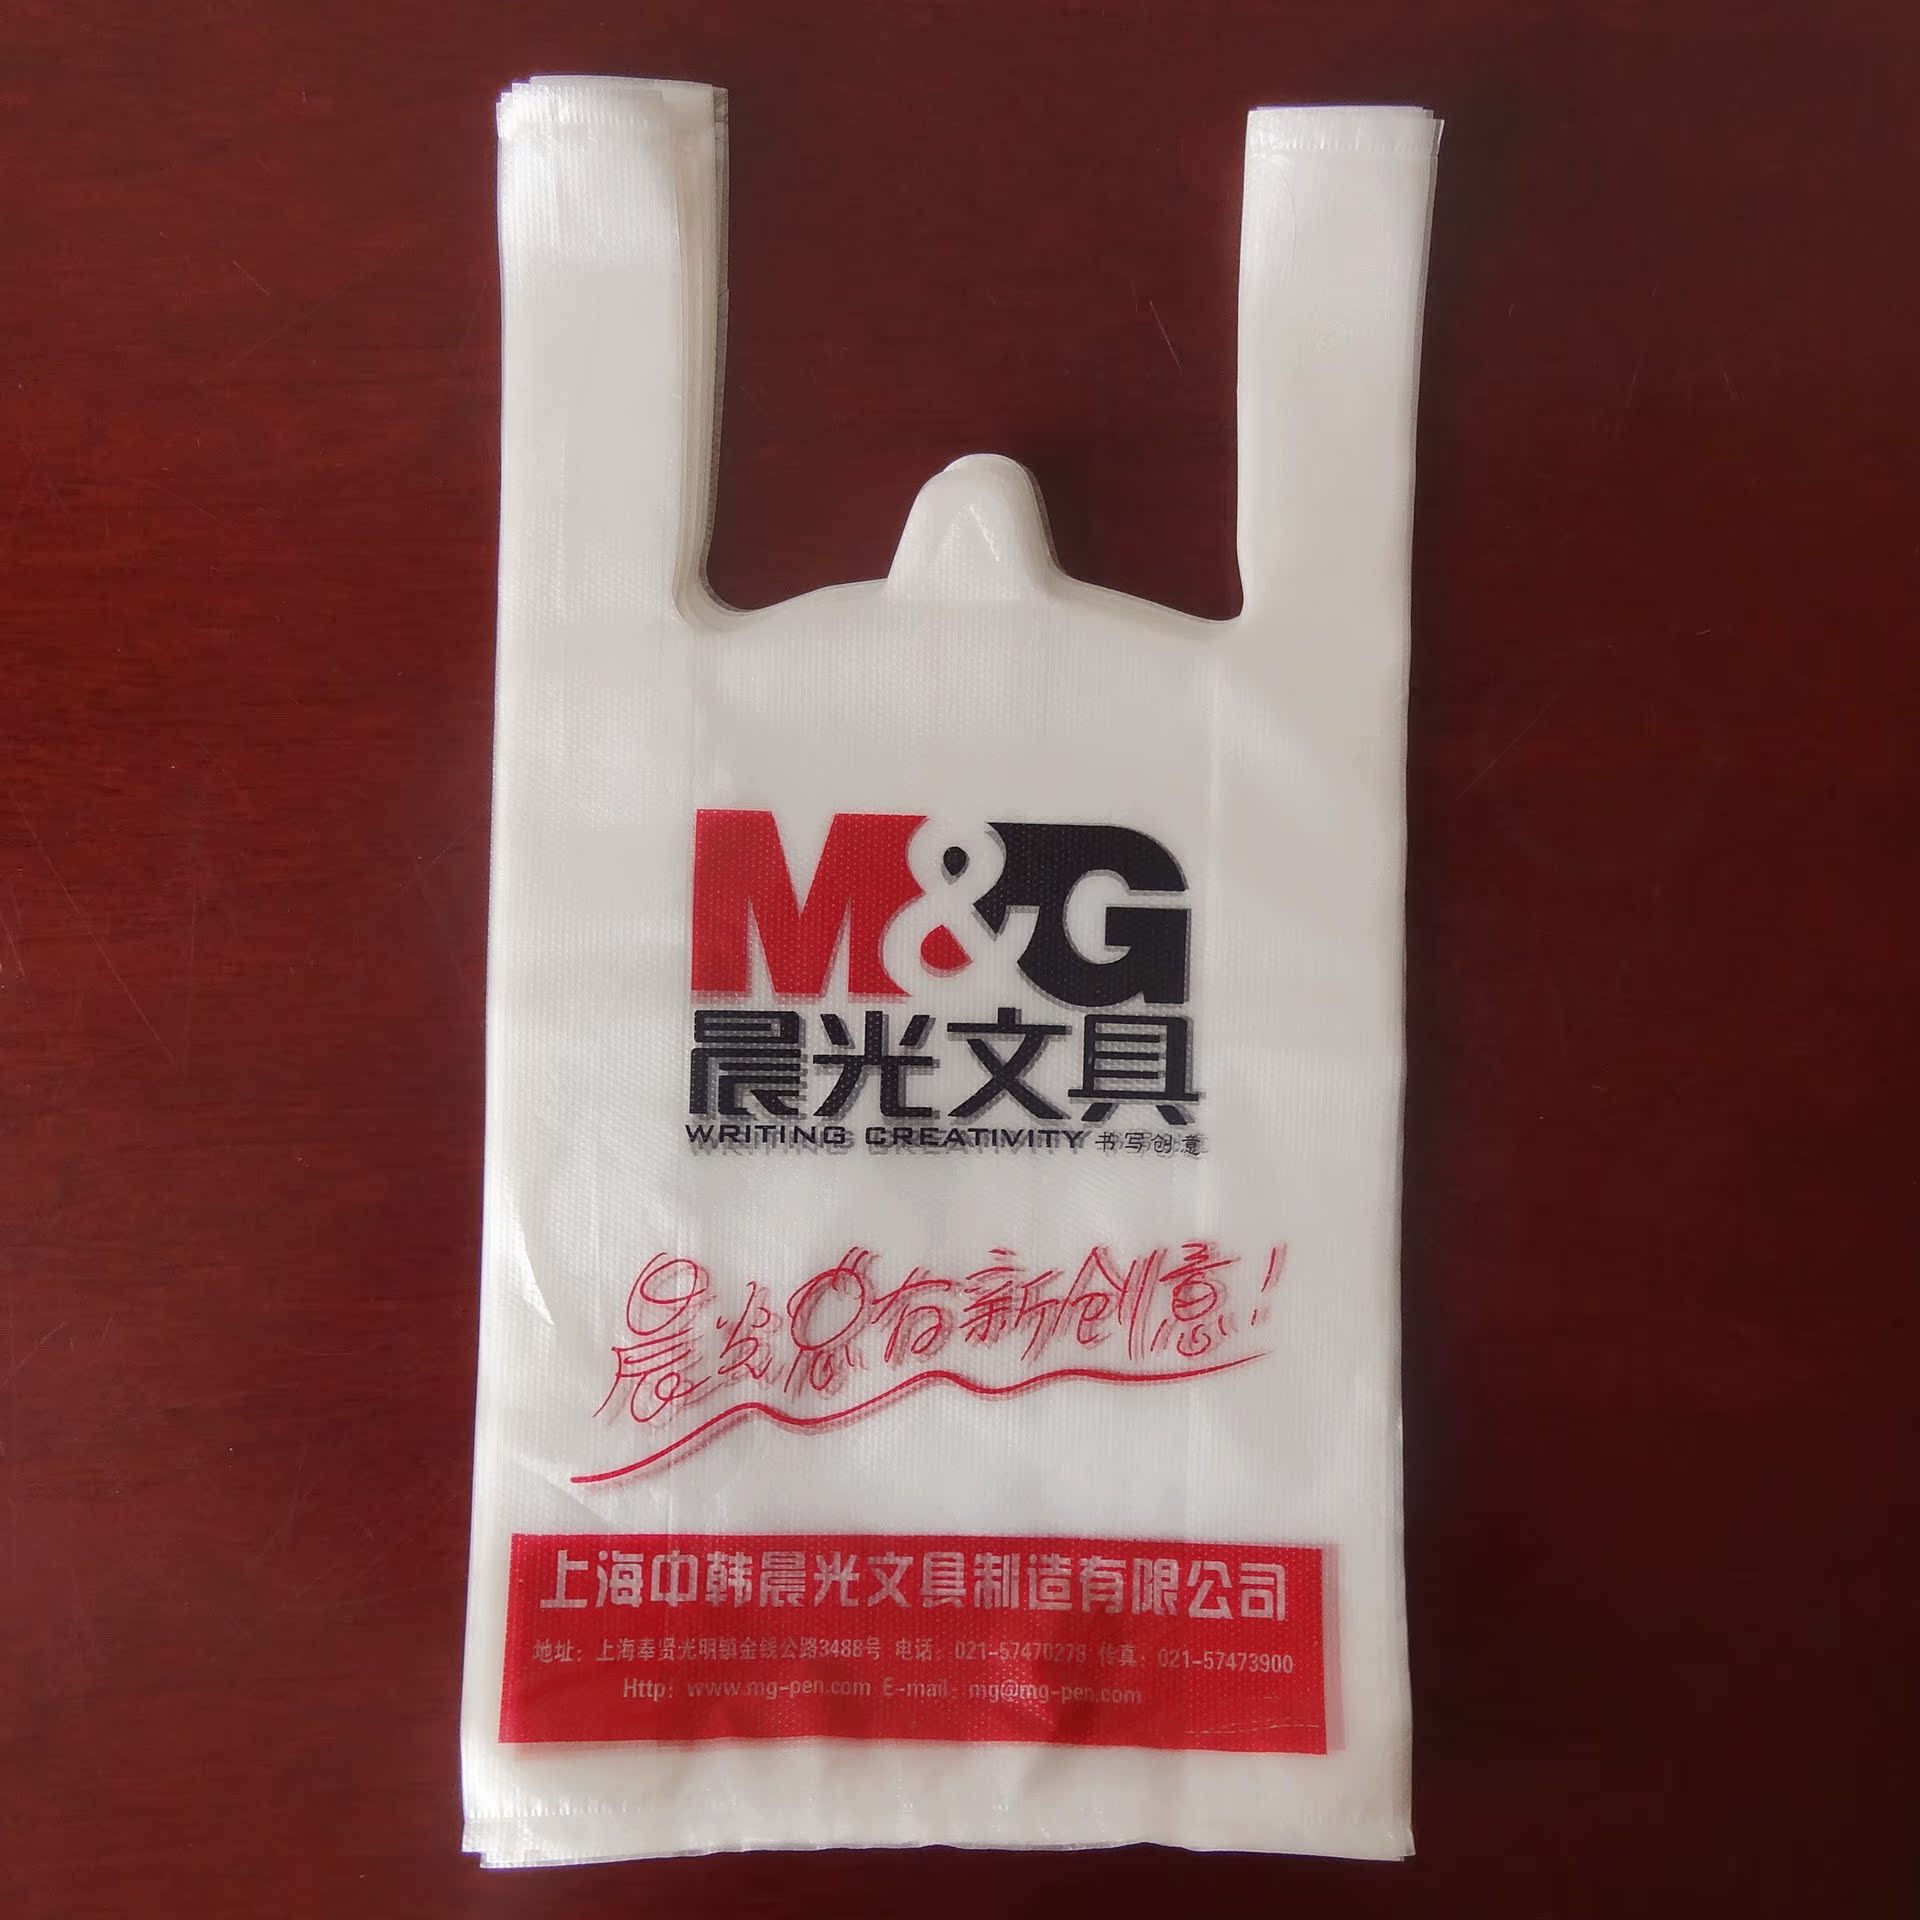 M&G
晨光文具
WRITING CREATIVITY 书写创意
晨光总有新创意!
上海中韩晨光文具制造有限公司
地址：上海奉贤光明镇金钱公路3488号 电话：021-57470278 传真：021-57473900
Http：www.mg-pen.com E-mail：mg@mg-pen.com